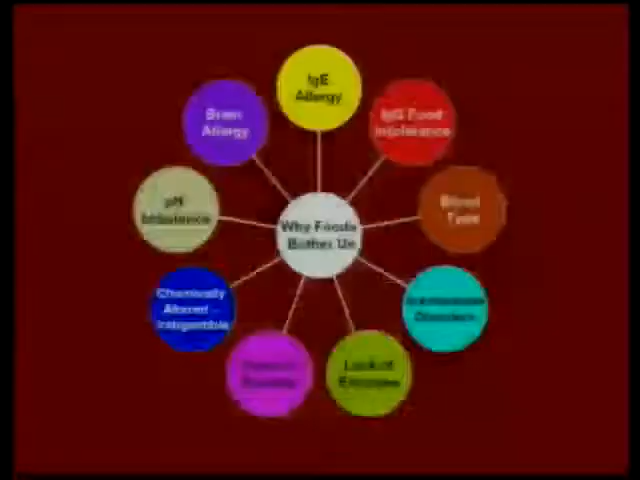 IgE
Allergy
IgG Food
Intolerance
Blood
Type
Disorders
Lack of
Enzymes
Chemically
Altered -
Indigestible
pH
Imbalance
Brain
Allergy
Why Foods
Bother Us